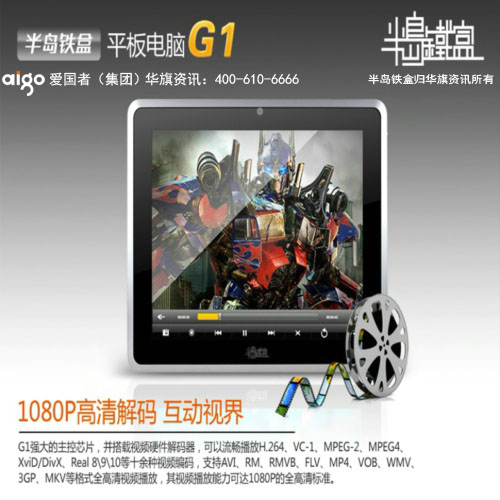 半岛铁盒 平板电脑G1
半岛鐵盒
aigo 爱国者（集团）华旗资讯：400-610-6666
半岛铁盒归华旗资讯所有
半岛鐵盒
1080P高清解码 互动视界
G1强大的主控芯片，并搭载视频硬件解码器，可以流畅播放H.264、VC-1、MPEG-2、MPEG4、
XviD/DivX、Real 8\9\10等十余种视频编码，支持AVI、RM、RMVB、FLV、MP4、VOB、WMV、
3GP、MKV等格式全高清视频播放，其视频播放能力可达1080P的全高清标准。